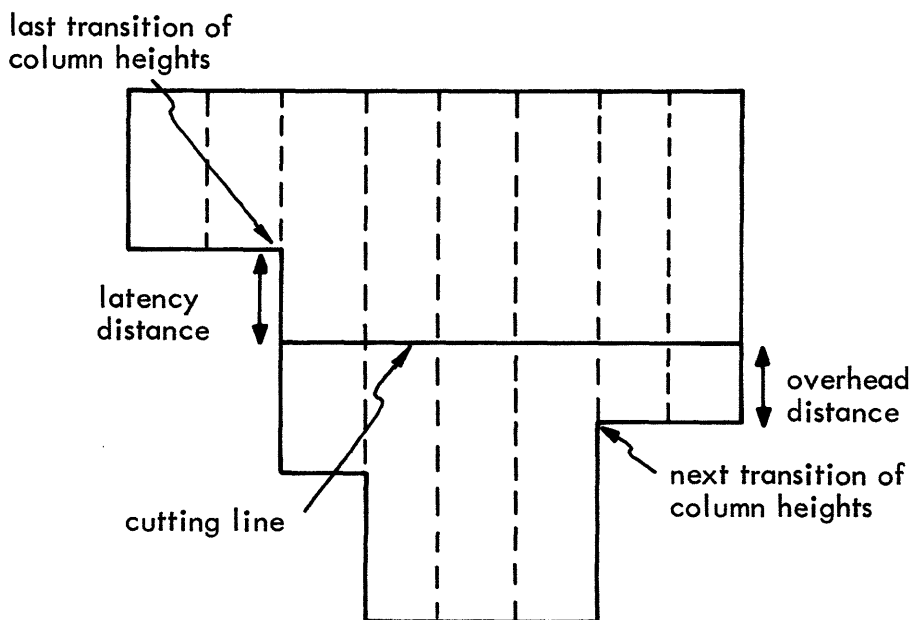 last transition of
column heights
latency
distance
overhead
distance
cutting line
next transition of
column heights